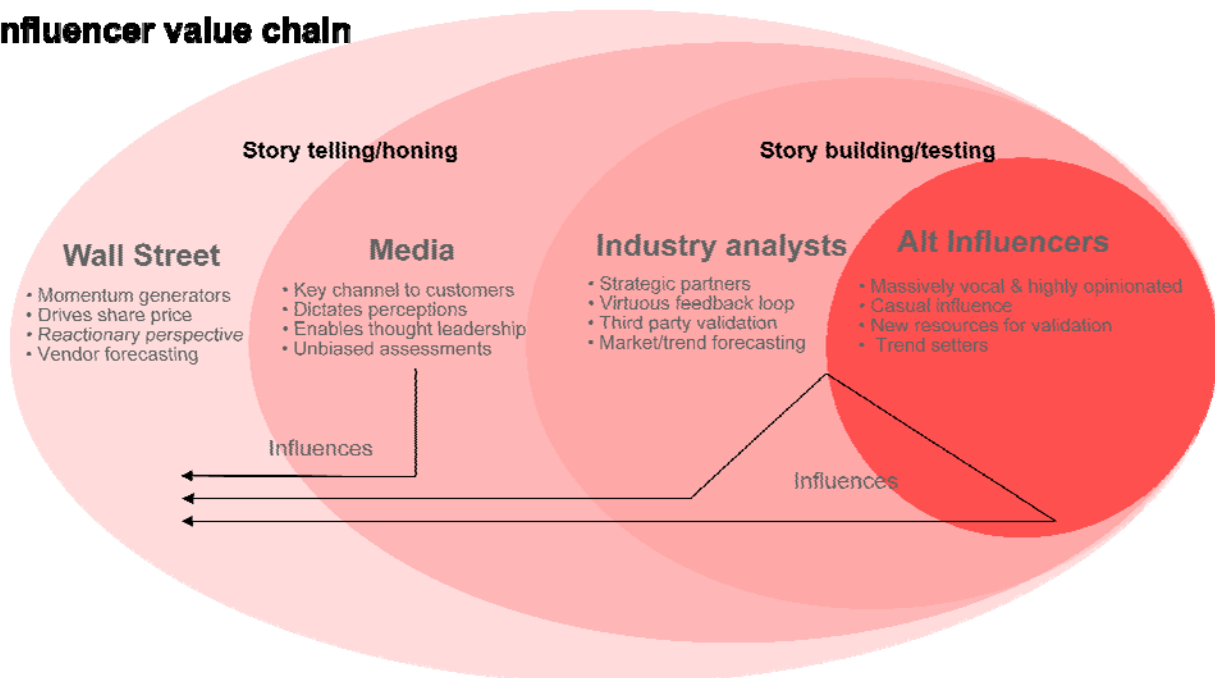 nfluencer value chain
Story telling/honing
Story building/testing
Wall Street
• Momentum generators
• Drives share price
• Reactionary perspective
• Vendor forecasting
Media
• Key channel to customers
• Dictates perceptions
• Enables thought leadership
• Unbiased assessments
Industry analysts
• Strategic partners
• Virtuous feedback loop
• Third party validation
• Market/trend forecasting
Alt Influencers
• Massively vocal & highly opinionated
• Casual influence
• New resources for validation
• Trend setters
Influences
Influences